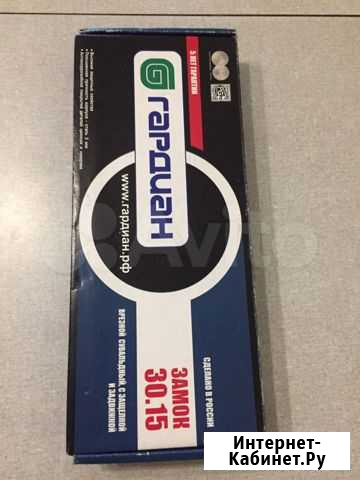 5 ЛЕТ ГАРАНТИИ
ГАРДИАН
www.гардиан.рф
СДЕЛАНО В РОССИИ
ЗАМОК
30.15
ВРЕЗНОЙ СУВАЛЬДНЫЙ, С ЗАЩЕЛКОЙ
И ЗАДВИЖКОЙ
Avito
Интернет-
Кабинет.Ру